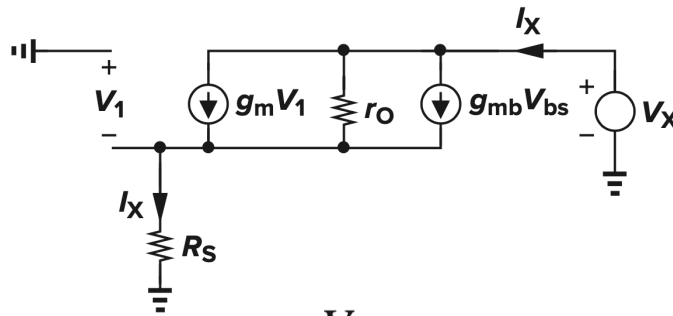 I_X
+
V_1
−
g_mV_1
r_O
g_mbV_bs
+
−
V_X
I_X
R_S